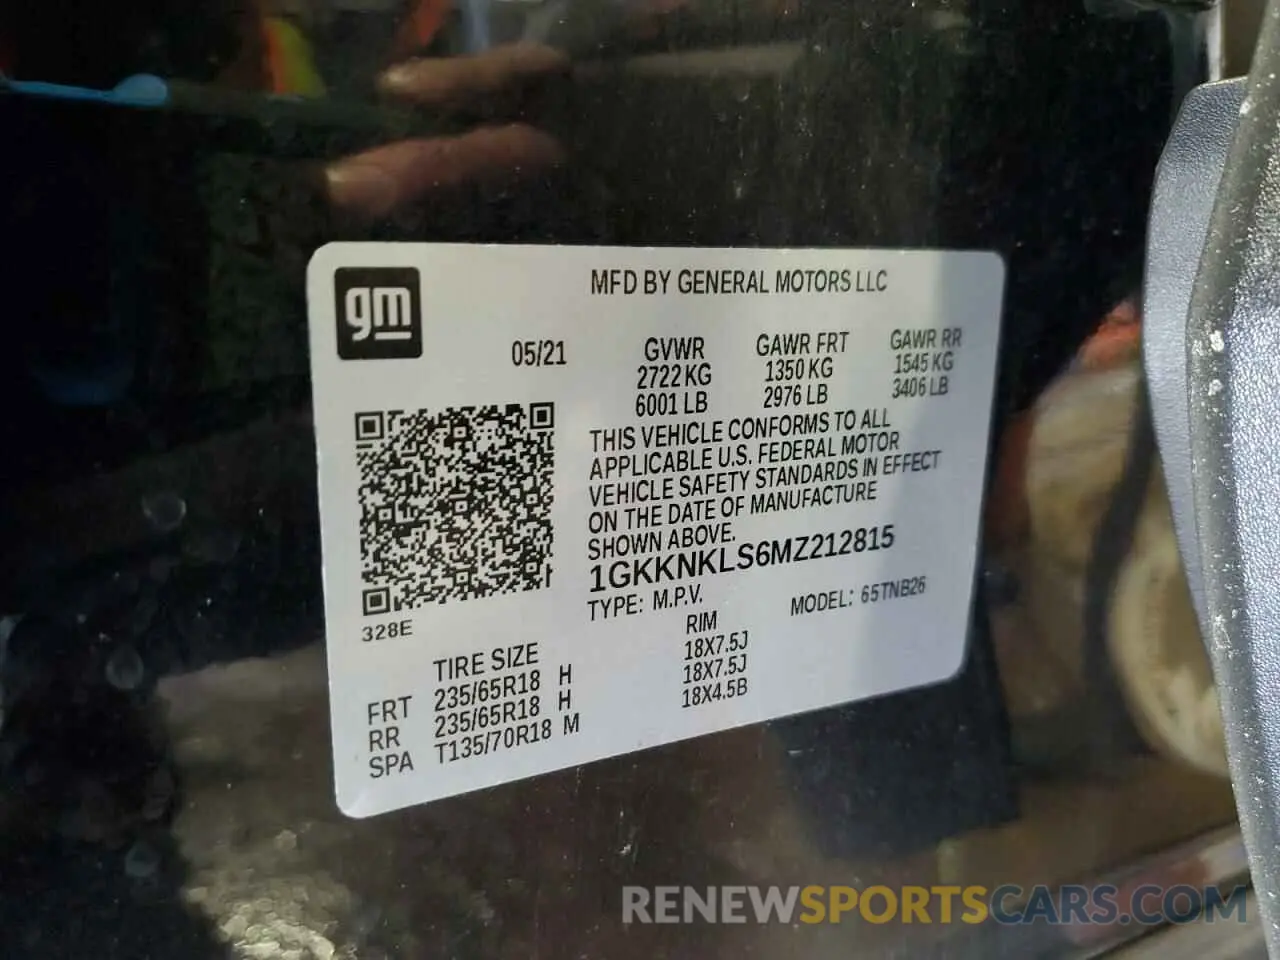 gm
MFD BY GENERAL MOTORS LLC
05/21
GVWR GAWR FRT GAWR RR
2722 KG 1350 KG 1545 KG
6001 LB 2976 LB 3406 LB
THIS VEHICLE CONFORMS TO ALL
APPLICABLE U.S. FEDERAL MOTOR
VEHICLE SAFETY STANDARDS IN EFFECT
ON THE DATE OF MANUFACTURE
SHOWN ABOVE.
1GKKNKLS6MZ212815
TYPE: M.P.V. MODEL: 65TNB26
328E
TIRE SIZE RIM
FRT 235/65R18 H 18X7.5J
RR 235/65R18 H 18X7.5J
SPA T135/70R18 M 18X4.5B
RENEWSPORTSCARS.COM